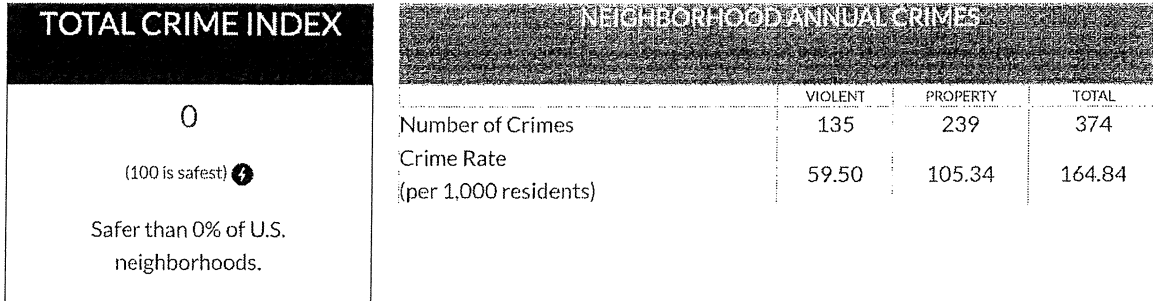 TOTAL CRIME INDEX
0
(100 is safest)
Safer than 0% of U.S.
neighborhoods.
NEIGHBORHOOD ANNUAL CRIMES
VIOLENT PROPERTY TOTAL
Number of Crimes 135 239 374
Crime Rate
(per 1,000 residents) 59.50 105.34 164.84